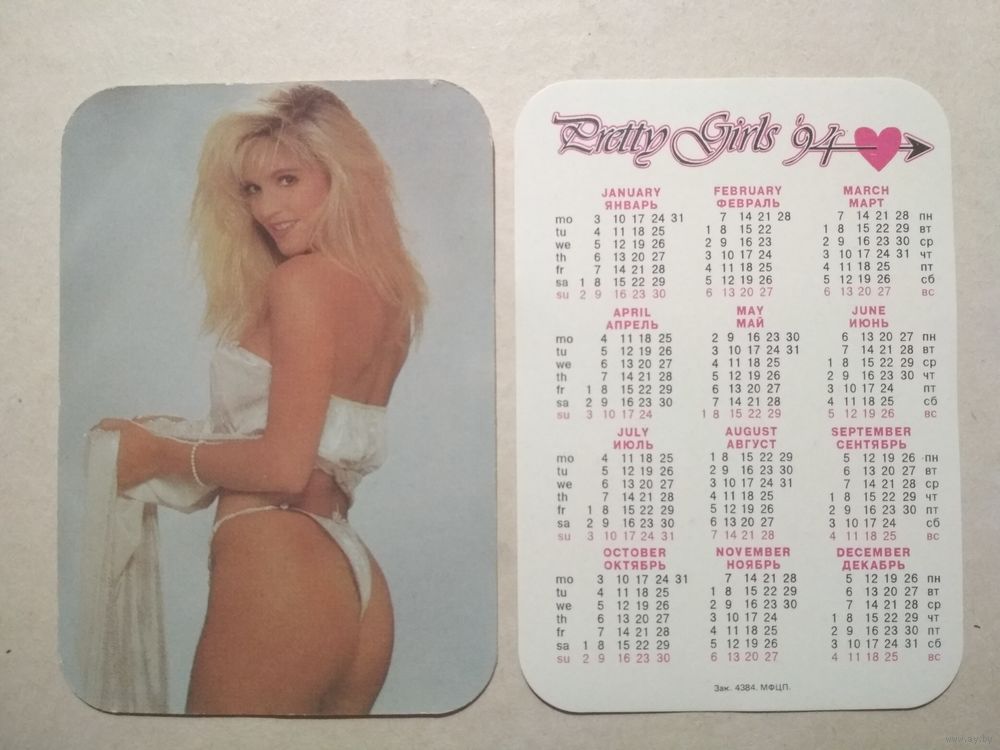 Pretty Girls '94
JANUARY FEBRUARY MARCH
ЯНВАРЬ ФЕВРАЛЬ МАРТ
mo 3 10 17 24 31 7 14 21 28 7 14 21 28 пн
tu 4 11 18 25 1 8 15 22 1 8 15 22 29 вт
we 5 12 19 26 2 9 16 23 2 9 16 23 30 ср
th 6 13 20 27 3 10 17 24 3 10 17 24 31 чт
fr 7 14 21 28 4 11 18 25 4 11 18 25 пт
sa 1 8 15 22 29 5 12 19 26 5 12 19 26 сб
su 2 9 16 23 30 6 13 20 27 6 13 20 27 вс
APRIL MAY JUNE
АПРЕЛЬ МАЙ ИЮНЬ
mo 4 11 18 25 2 9 16 23 30 6 13 20 27 пн
tu 5 12 19 26 3 10 17 24 31 7 14 21 28 вт
we 6 13 20 27 4 11 18 25 1 8 15 22 29 ср
th 7 14 21 28 5 12 19 26 2 9 16 23 30 чт
fr 1 8 15 22 29 6 13 20 27 3 10 17 24 пт
sa 2 9 16 23 30 7 14 21 28 4 11 18 25 сб
su 3 10 17 24 1 8 15 22 29 5 12 19 26 вс
JULY AUGUST SEPTEMBER
ИЮЛЬ АВГУСТ СЕНТЯБРЬ
mo 4 11 18 25 1 8 15 22 29 5 12 19 26 пн
tu 5 12 19 26 2 9 16 23 30 6 13 20 27 вт
we 6 13 20 27 3 10 17 24 31 7 14 21 28 ср
th 7 14 21 28 4 11 18 25 1 8 15 22 29 чт
fr 1 8 15 22 29 5 12 19 26 2 9 16 23 30 пт
sa 2 9 16 23 30 6 13 20 27 3 10 17 24 сб
su 3 10 17 24 31 7 14 21 28 4 11 18 25 вс
OCTOBER NOVEMBER DECEMBER
ОКТЯБРЬ НОЯБРЬ ДЕКАБРЬ
mo 3 10 17 24 31 7 14 21 28 5 12 19 26 пн
tu 4 11 18 25 1 8 15 22 29 6 13 20 27 вт
we 5 12 19 26 2 9 16 23 30 7 14 21 28 ср
th 6 13 20 27 3 10 17 24 1 8 15 22 29 чт
fr 7 14 21 28 4 11 18 25 2 9 16 23 30 пт
sa 1 8 15 22 29 5 12 19 26 3 10 17 24 31 сб
su 2 9 16 23 30 6 13 20 27 4 11 18 25 вс
Зак. 4384. МФЦП.
www.ay.by